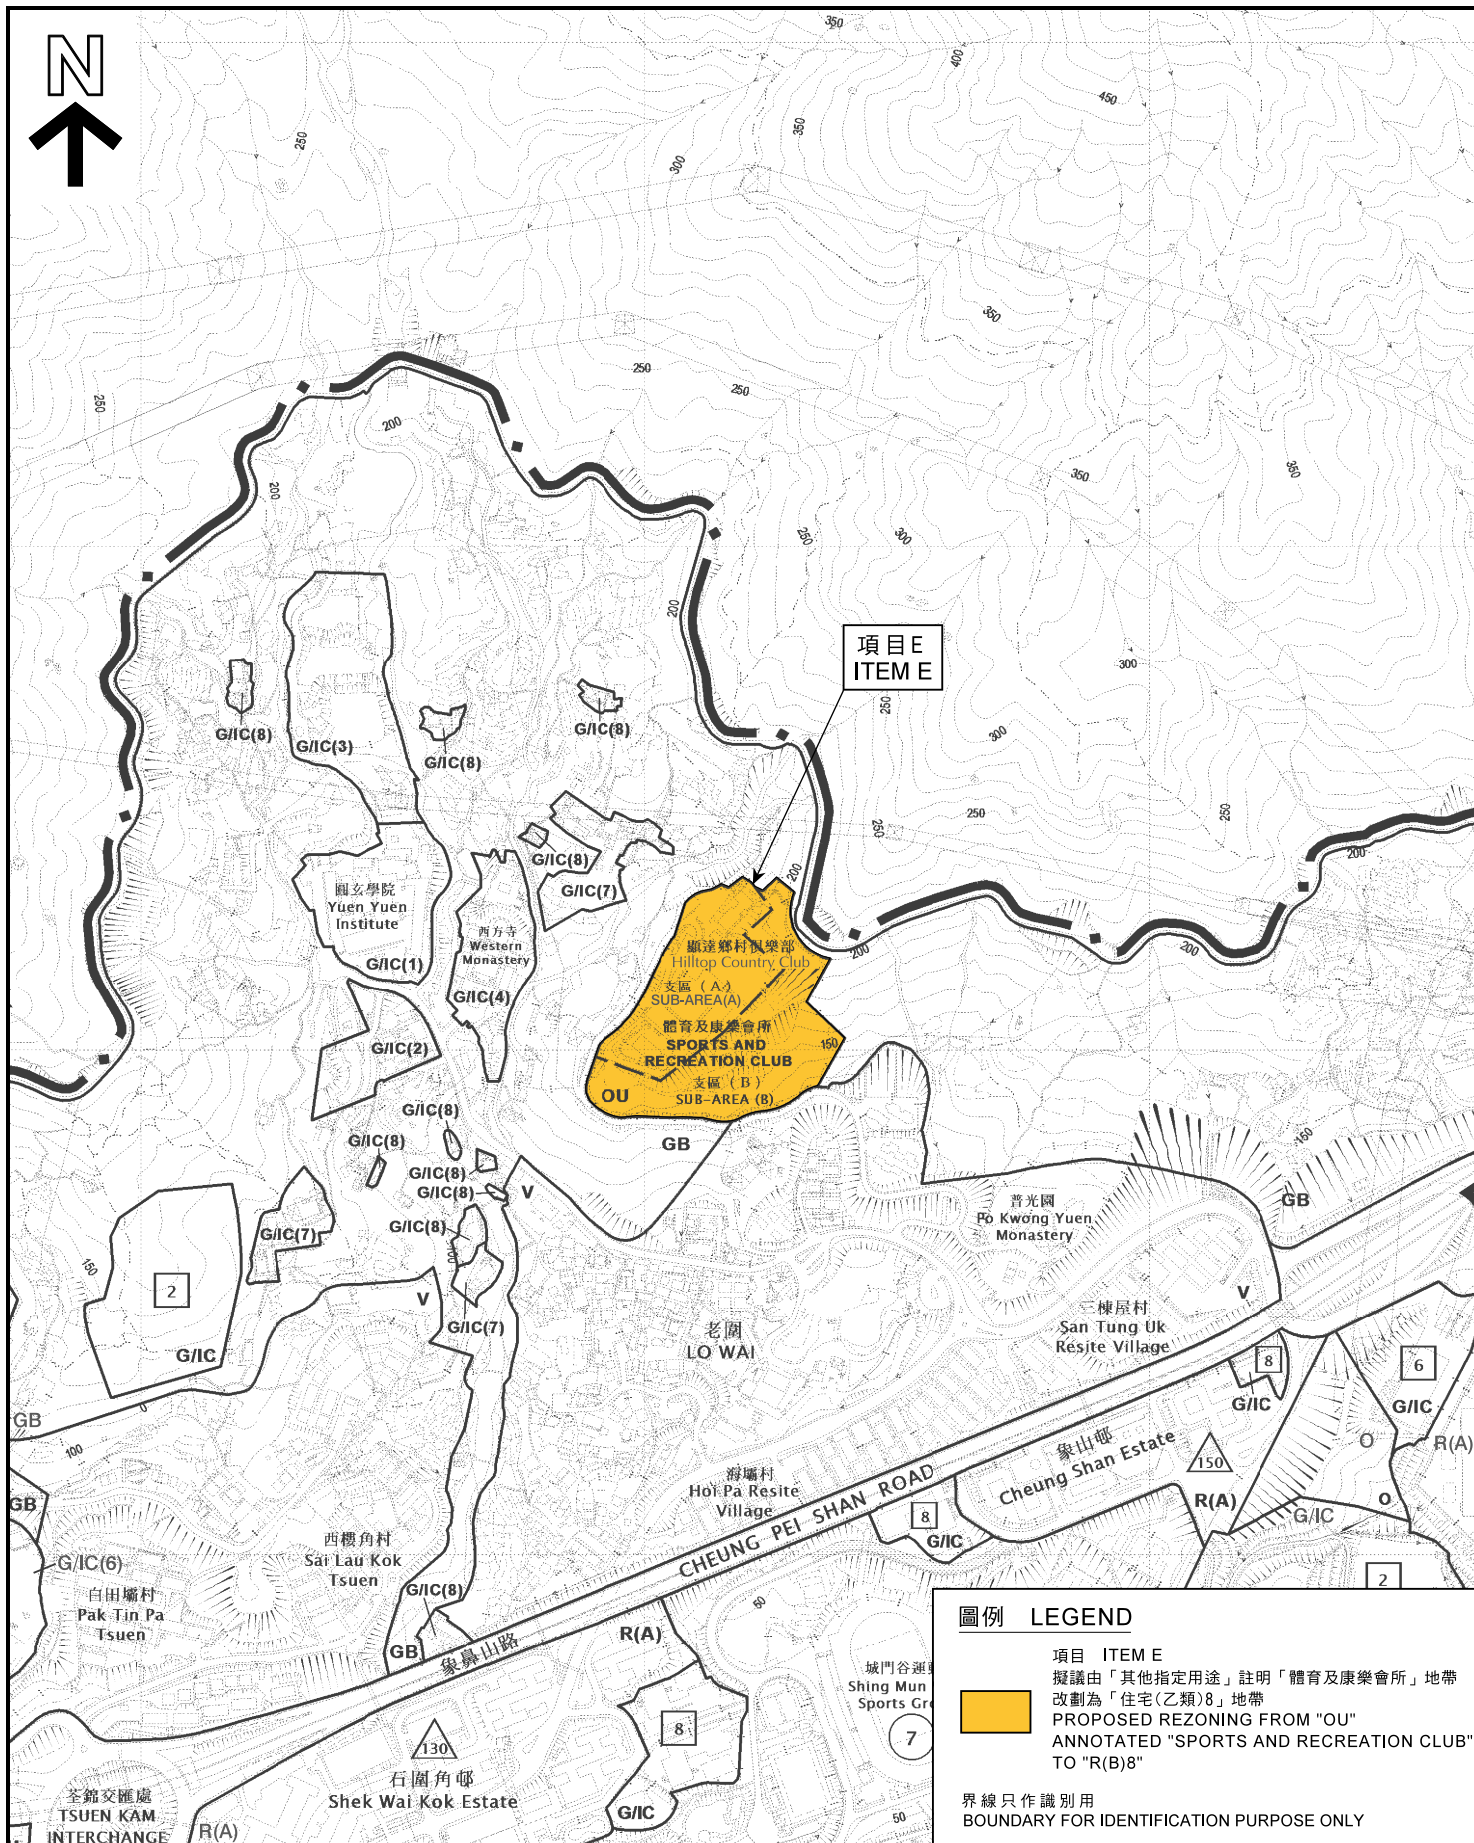 N
350
400
450
350
250
300
350
250
250
250
200
350
350
200
250
300
200
項目E
ITEM E
300
250
300
G/IC(8)
G/IC(3)
G/IC(8)
G/IC(8)
250
250
250
200
G/IC(8)
G/IC(7)
200
圓玄學院
Yuen Yuen
Institute
G/IC(1)
西方寺
Western
Monastery
G/IC(4)
顯達鄉村俱樂部
Hilltop Country Club
支區（A）
SUB-AREA(A)
體育及康樂會所
SPORTS AND
RECREATION CLUB
150
支區（B）
SUB-AREA (B)
OU
200
200
G/IC(2)
G/IC(8)
G/IC(8)
G/IC(8)
G/IC(8)
V
GB
150
普光園
Po Kwong Yuen
Monastery
GB
G/IC(8)
100
G/IC(7)
150
2
V
G/IC(7)
G/IC
老圍
LO WAI
三棟屋村
San Tung Uk
Resite Village
V
8
G/IC
6
G/IC
GB
0
100
O
R(A)
象山邨
Cheung Shan Estate
150
R(A)
O
G/IC
海壩村
Hoi Pa Resite
Village
CHEUNG PEI SHAN ROAD
8
G/IC
GB
G/IC(6)
西樓角村
Sai Lau Kok
Tsuen
白田壩村
Pak Tin Pa
Tsuen
G/IC(8)
GB
象鼻山路
R(A)
50
2
城門谷運
Shing Mun
Sports Gr
7
8
130
石圍角邨
Shek Wai Kok Estate
G/IC
50
荃錦交匯處
TSUEN KAM
INTERCHANGE
R(A)
圖例 LEGEND
項目 ITEM E
擬議由「其他指定用途」註明「體育及康樂會所」地帶
改劃為「住宅(乙類)8」地帶
PROPOSED REZONING FROM "OU"
ANNOTATED "SPORTS AND RECREATION CLUB"
TO "R(B)8"
界線只作識別用
BOUNDARY FOR IDENTIFICATION PURPOSE ONLY